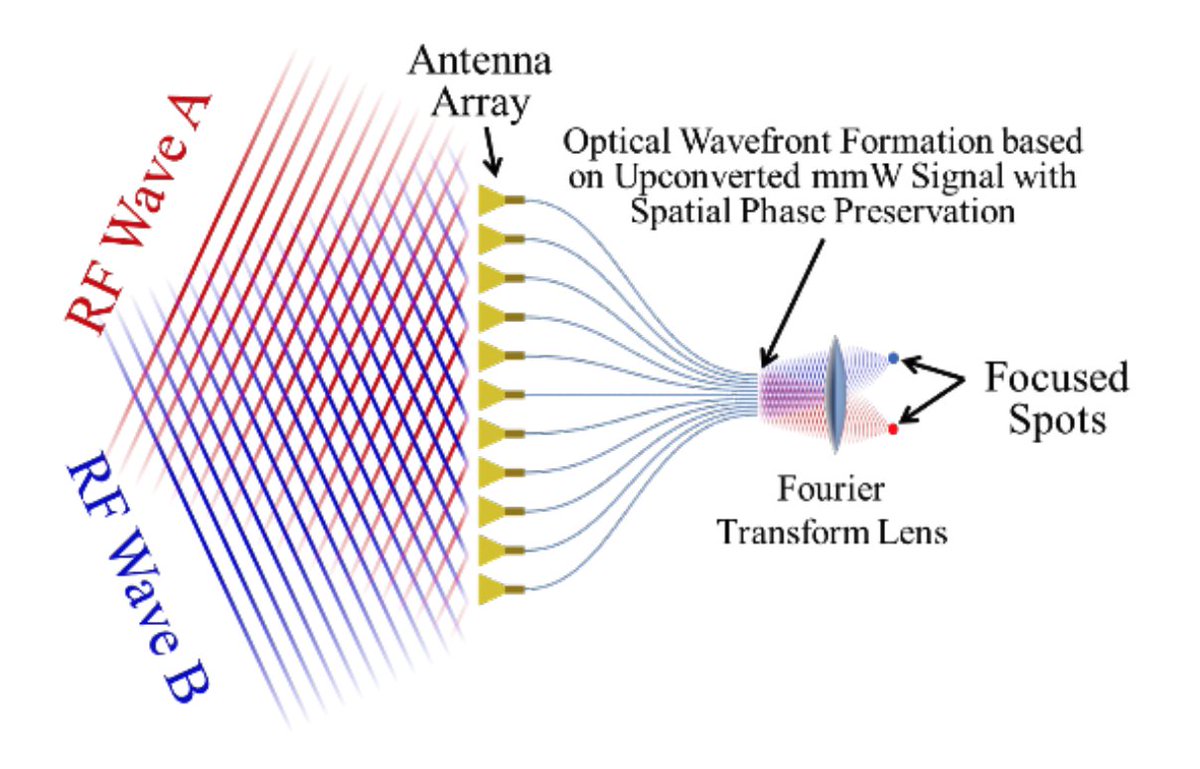 Antenna
Array
RF Wave A
Optical Wavefront Formation based
on Upconverted mmW Signal with
Spatial Phase Preservation
Focused
Spots
RF Wave B
Fourier
Transform Lens